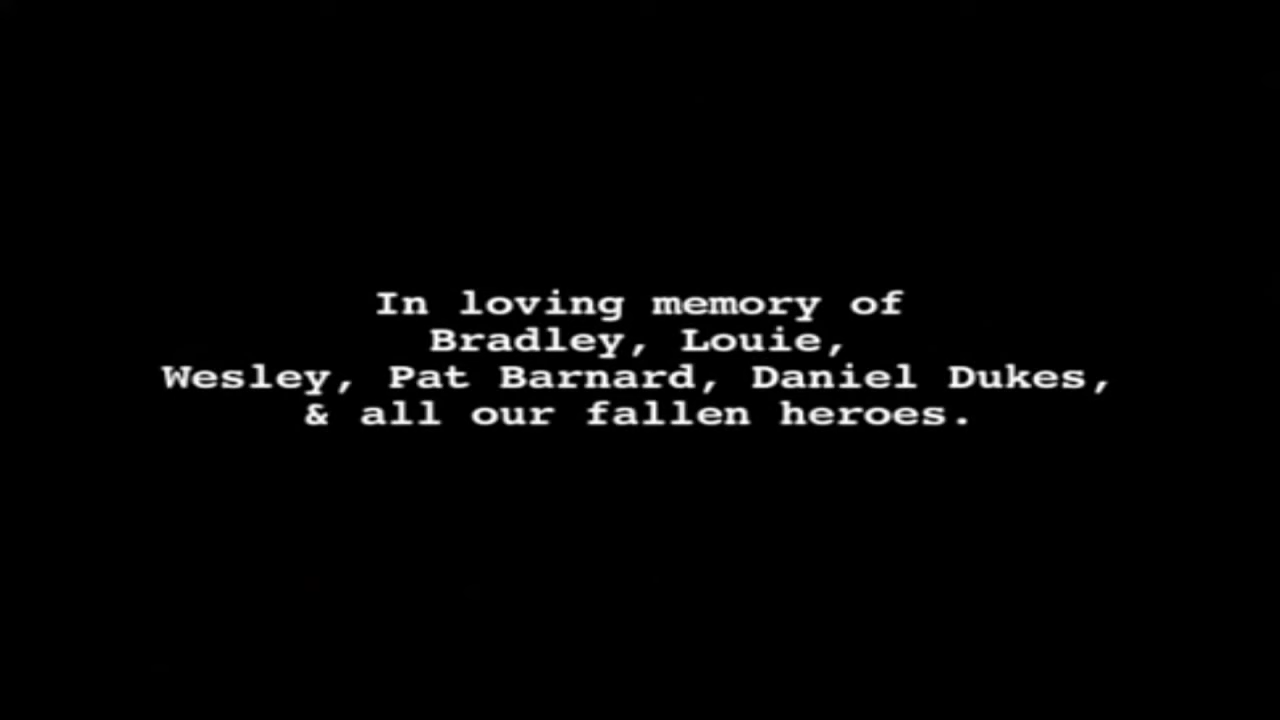 In loving memory of
Bradley, Louie,
Wesley, Pat Barnard, Daniel Dukes,
& all our fallen heroes.